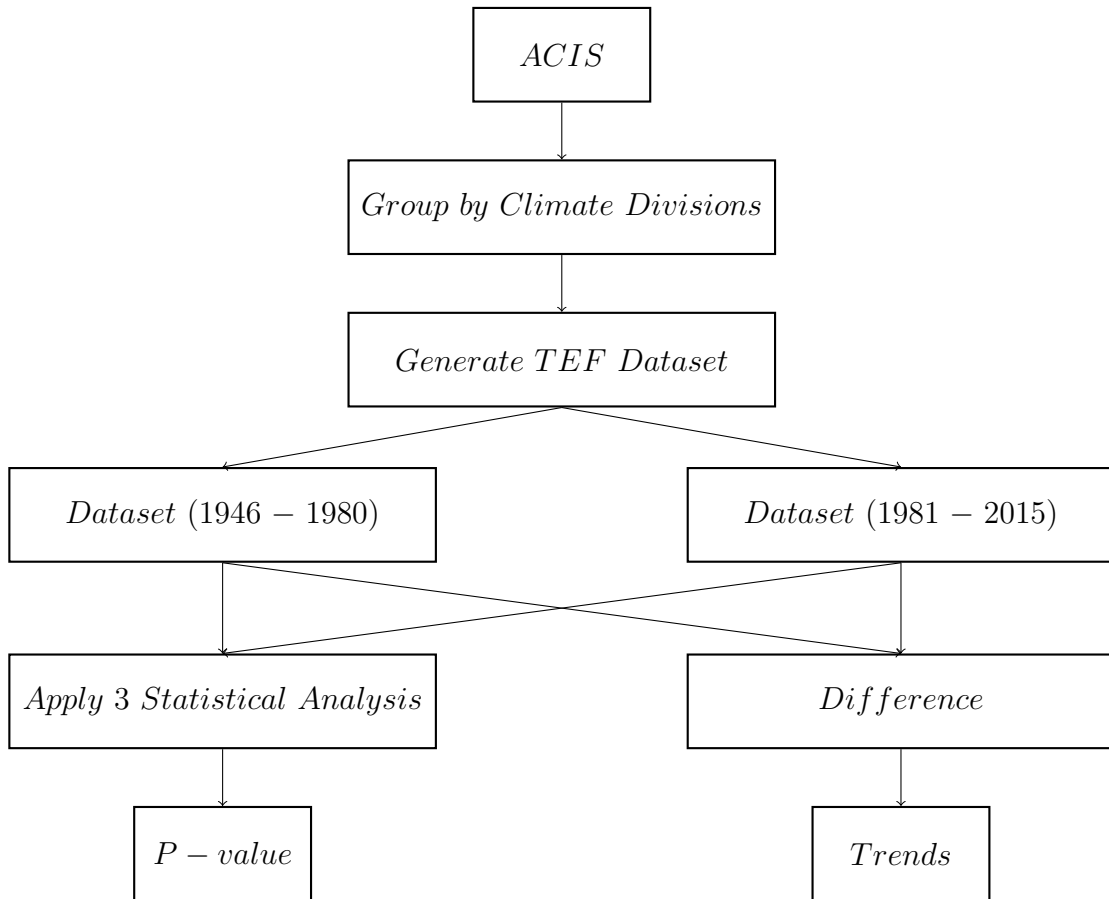 ACIS
Group by Climate Divisions
Generate TEF Dataset
Dataset (1946 − 1980)
Dataset (1981 − 2015)
Apply 3 Statistical Analysis
Difference
P − value
Trends